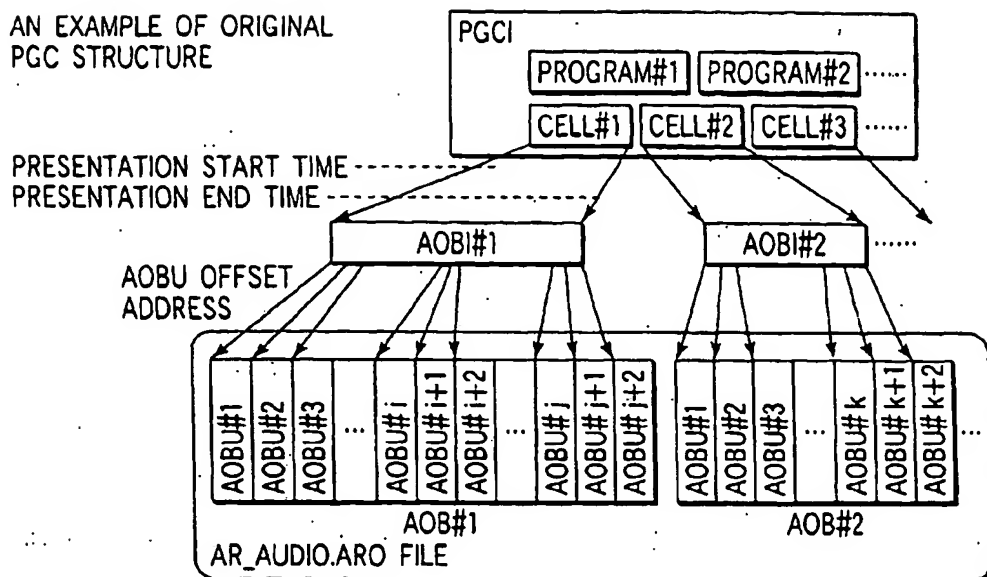 AN EXAMPLE OF ORIGINAL
PGC STRUCTURE
PGCI
PROGRAM#1 PROGRAM#2 ······
CELL#1 CELL#2 CELL#3 ······
PRESENTATION START TIME
PRESENTATION END TIME
AOBI#1 AOBI#2 ······
AOBU OFFSET
ADDRESS
AOBU#1 AOBU#2 AOBU#3 ··· AOBU#i AOBU#i+1 AOBU#i+2 ··· AOBU#j AOBU#j+1 AOBU#j+2 AOBU#1 AOBU#2 AOBU#3 ··· AOBU#k AOBU#k+1 AOBU#k+2 ···
AOB#1 AOB#2
AR_AUDIO.ARO FILE